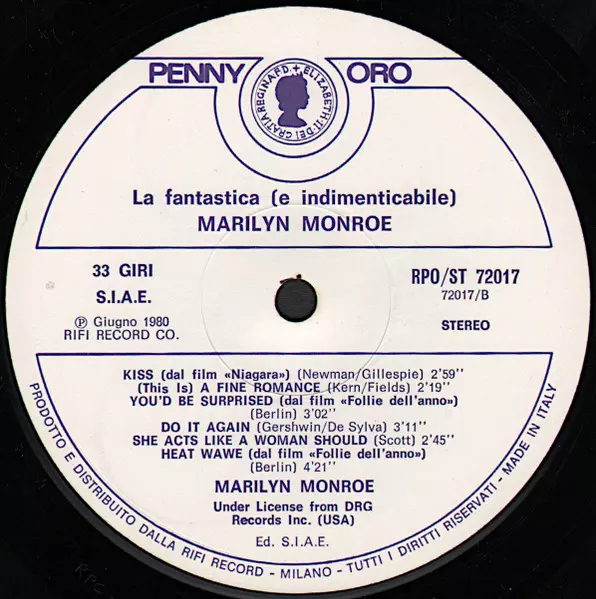 PENNY ORO
ELIZABETH·II·DEI·GRATIA·REGINA·F.D.+
La fantastica (e indimenticabile)
MARILYN MONROE
33 GIRI
S.I.A.E.
℗ Giugno 1980
RIFI RECORD CO.
RPO/ST 72017
72017/B
STEREO
KISS (dal film «Niagara») (Newman/Gillespie) 2'59''
(This Is) A FINE ROMANCE (Kern/Fields) 2'19''
YOU'D BE SURPRISED (dal film «Follie dell'anno»)
(Berlin) 3'02''
DO IT AGAIN (Gershwin/De Sylva) 3'11''
SHE ACTS LIKE A WOMAN SHOULD (Scott) 2'45''
HEAT WAWE (dal film «Follie dell'anno»)
(Berlin) 4'21''
MARILYN MONROE
Under License from DRG
Records Inc. (USA)
Ed. S.I.A.E.
PRODOTTO E DISTRIBUITO DALLA RIFI RECORD - MILANO - TUTTI I DIRITTI RISERVATI - MADE IN ITALY